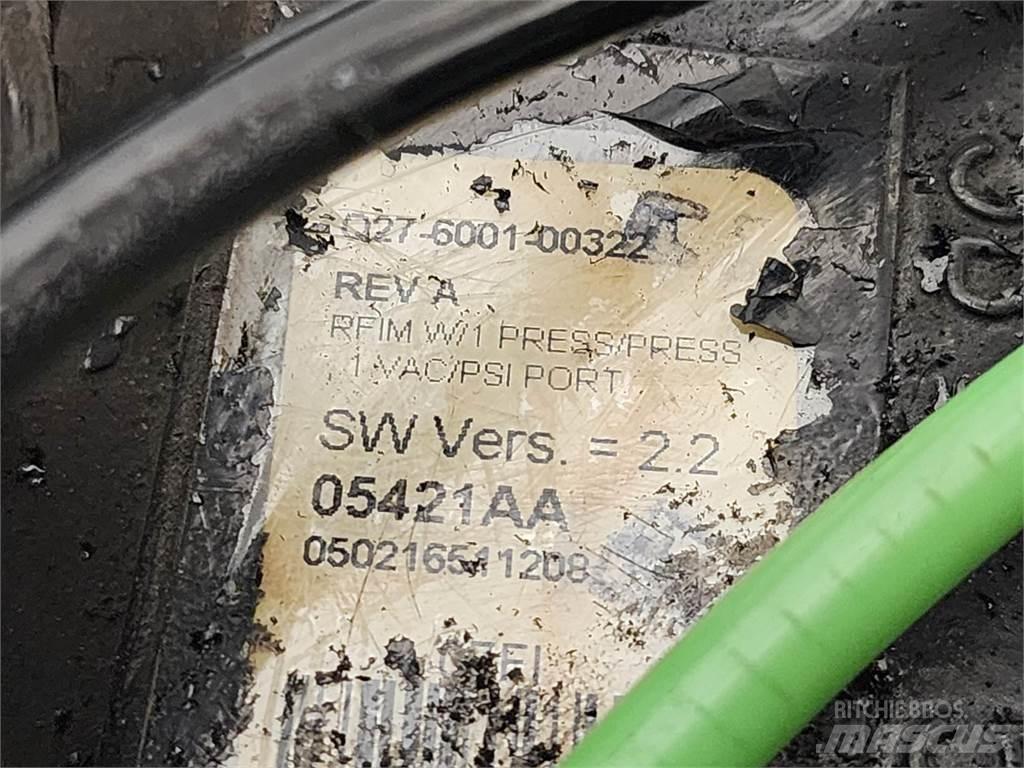 Q27-6001-00322
REV A
RFIM W/1 PRESS/PRESS
1 VAC/PSI PORT
SW Vers. = 2.2
05421AA
050216511208
RITCHIE BROS.
MASCUS